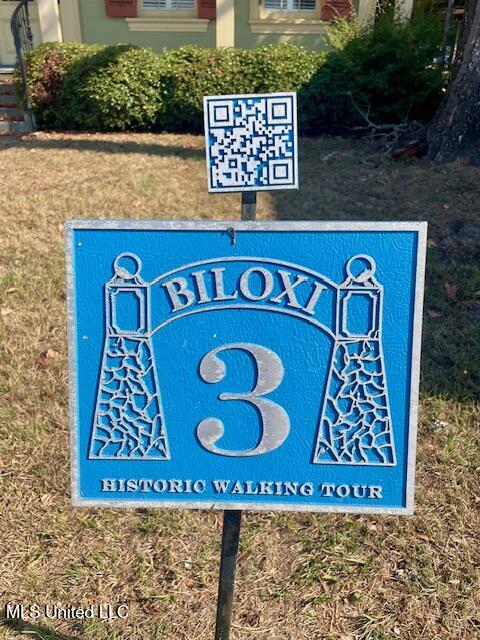 BILOXI
3
HISTORIC WALKING TOUR
MLS United LLC